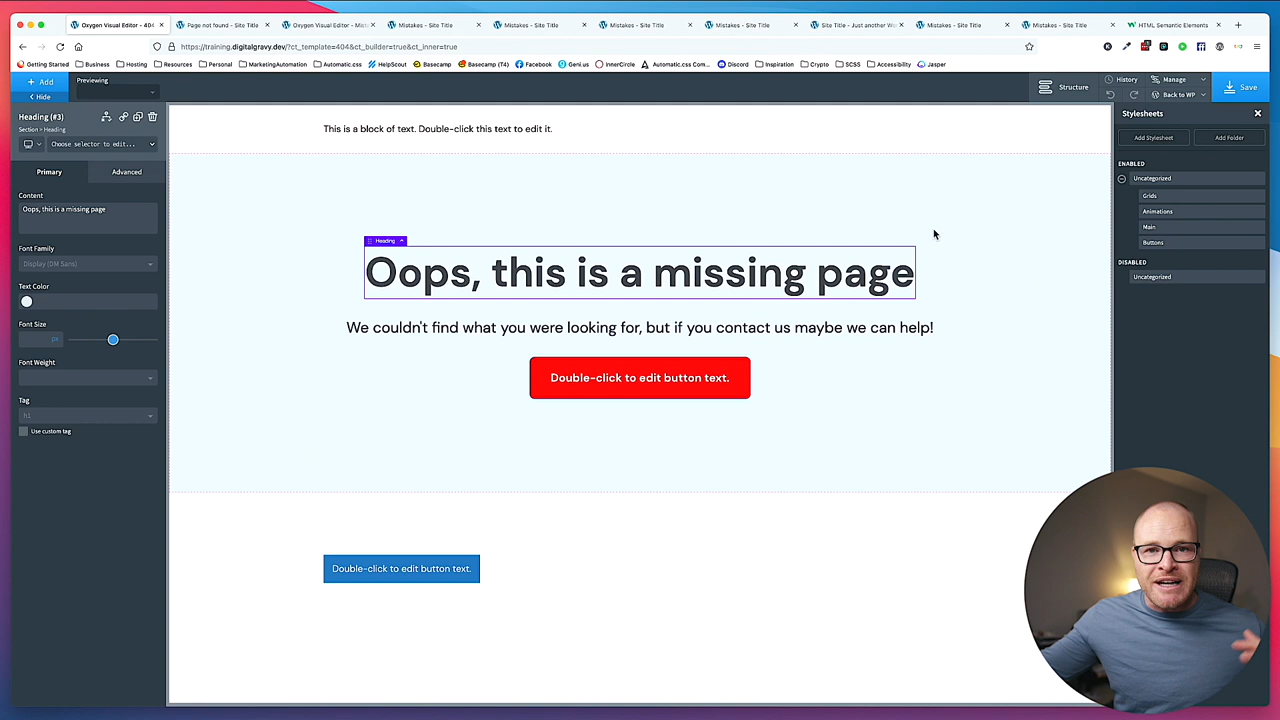 Oxygen Visual Editor - 404
Page not found - Site Title
Oxygen Visual Editor - Mist
Mistakes - Site Title
Mistakes - Site Title
Mistakes - Site Title
Mistakes - Site Title
Site Title - Just another Wo
Mistakes - Site Title
Mistakes - Site Title
HTML Semantic Elements
https://training.digitalgravy.dev/?ct_template=404&ct_builder=true&ct_inner=true
Getting Started Business Hosting Resources Personal MarketingAutomation Automatic.css HelpScout Basecamp Basecamp (T4) Facebook Geni.us InnerCircle Automatic.css Com... Discord Inspiration Crypto SCSS Accessibility Jasper
+ Add
Hide
Previewing
Structure
History
Manage
Back to WP
Save
Heading (#3)
Section > Heading
Choose selector to edit...
Primary
Advanced
Content
Oops, this is a missing page
Font Family
Display (DM Sans)
Text Color
Font Size
px
Font Weight
Tag
h1
Use custom tag
This is a block of text. Double-click this text to edit it.
Heading
Oops, this is a missing page
We couldn't find what you were looking for, but if you contact us maybe we can help!
Double-click to edit button text.
Double-click to edit button text.
Stylesheets
Add Stylesheet
Add Folder
ENABLED
Uncategorized
Grids
Animations
Main
Buttons
DISABLED
Uncategorized